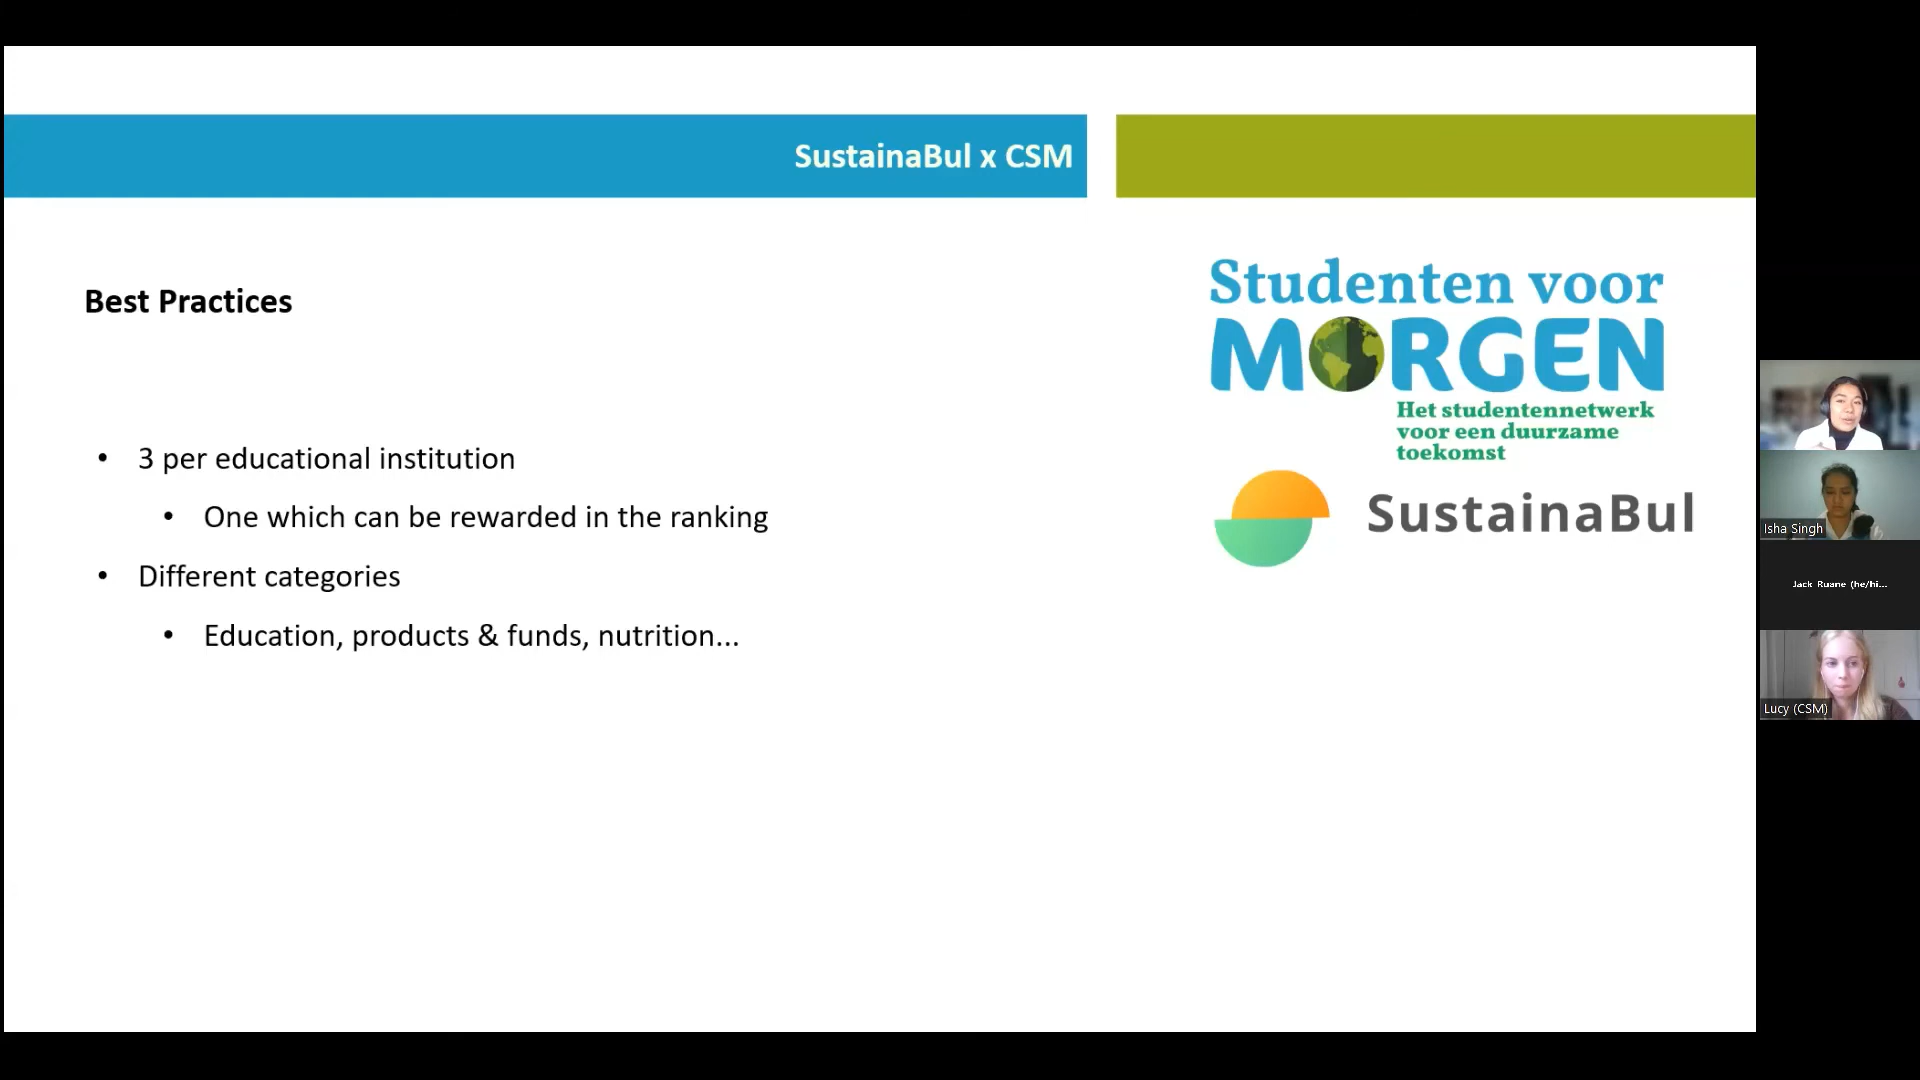 SustainaBul x CSM
Best Practices
• 3 per educational institution
• One which can be rewarded in the ranking
• Different categories
• Education, products & funds, nutrition...
Studenten voor
MORGEN
Het studentennetwerk
voor een duurzame
toekomst
SustainaBul
Isha Singh
Jack Ruane (he/hi...
Lucy (CSM)